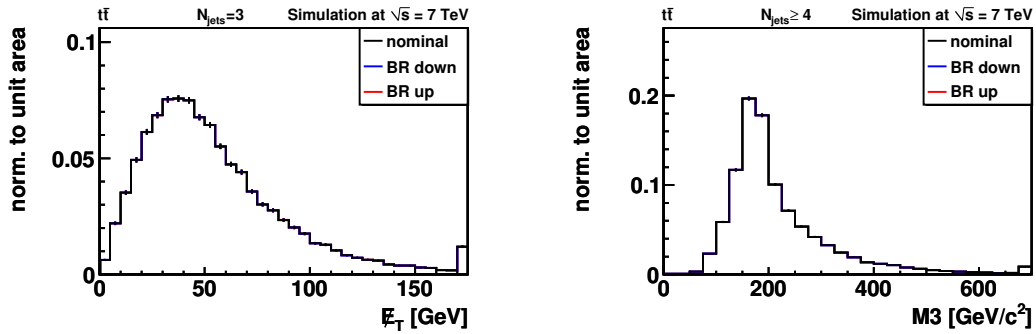 tt̄ N_jets=3 Simulation at √s = 7 TeV
nominal
BR down
BR up
norm. to unit area
0.1
0.05
0
0 50 100 150
E̸_T [GeV]
tt̄ N_jets≥ 4 Simulation at √s = 7 TeV
nominal
BR down
BR up
norm. to unit area
0.2
0.1
0
0 200 400 600
M3 [GeV/c²]